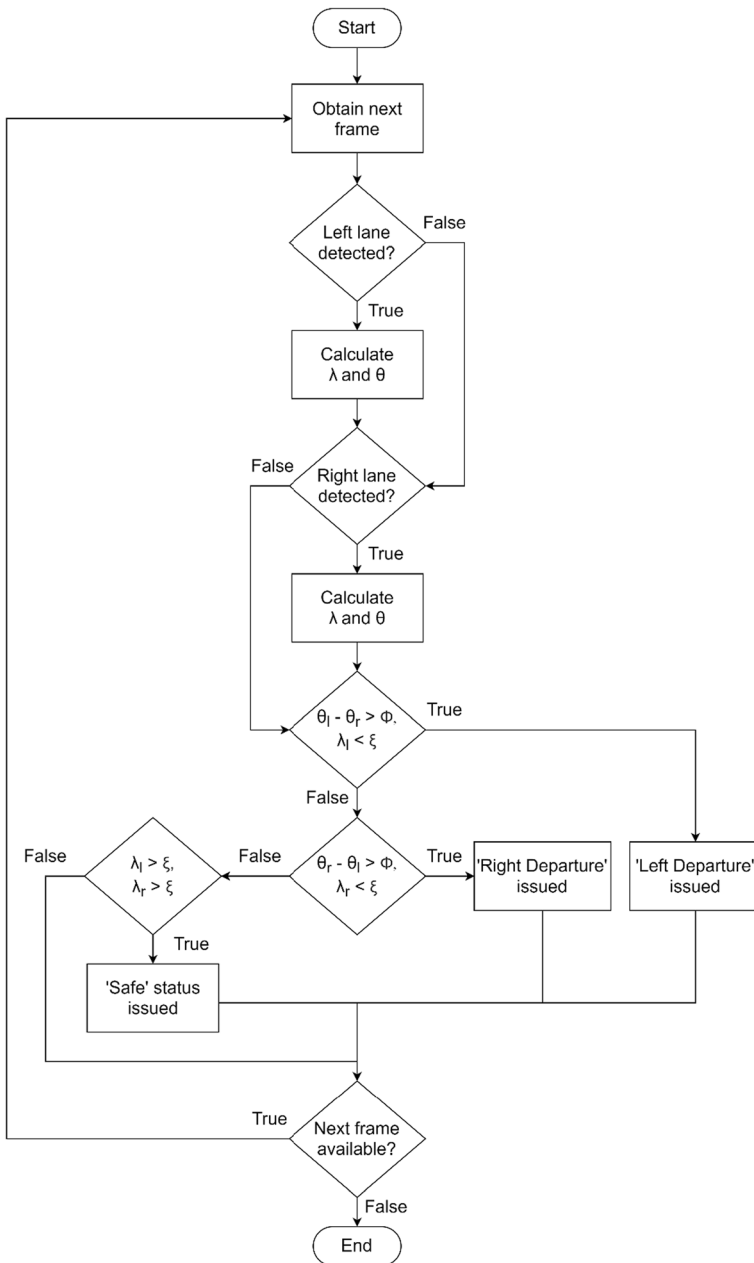 Start
Obtain next
frame
Left lane
detected?
False
True
Calculate
λ and θ
False
Right lane
detected?
True
Calculate
λ and θ
θl - θr > Φ,
λl < ξ
True
False
False
λl > ξ,
λr > ξ
False
θr - θl > Φ,
λr < ξ
True
'Right Departure'
issued
'Left Departure'
issued
True
'Safe' status
issued
True
Next frame
available?
False
End